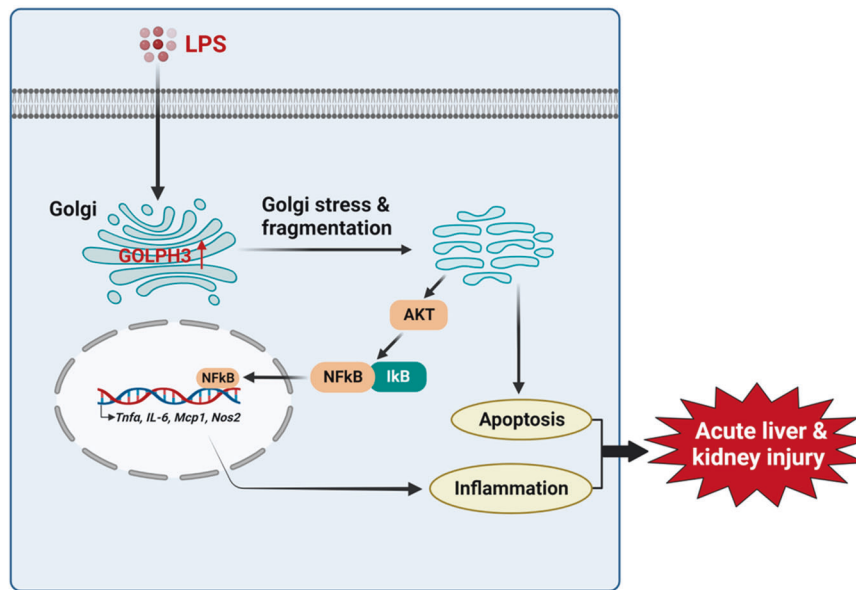 LPS
Golgi
Golgi stress &
fragmentation
GOLPH3
AKT
NFkB
IkB
NFkB
Tnfa, IL-6, Mcp1, Nos2
Apoptosis
Inflammation
Acute liver &
kidney injury